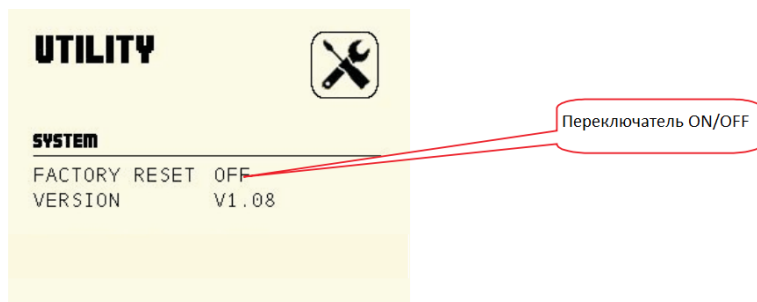 UTILITY
SYSTEM
FACTORY RESET OFF
VERSION V1.08
Переключатель ON/OFF